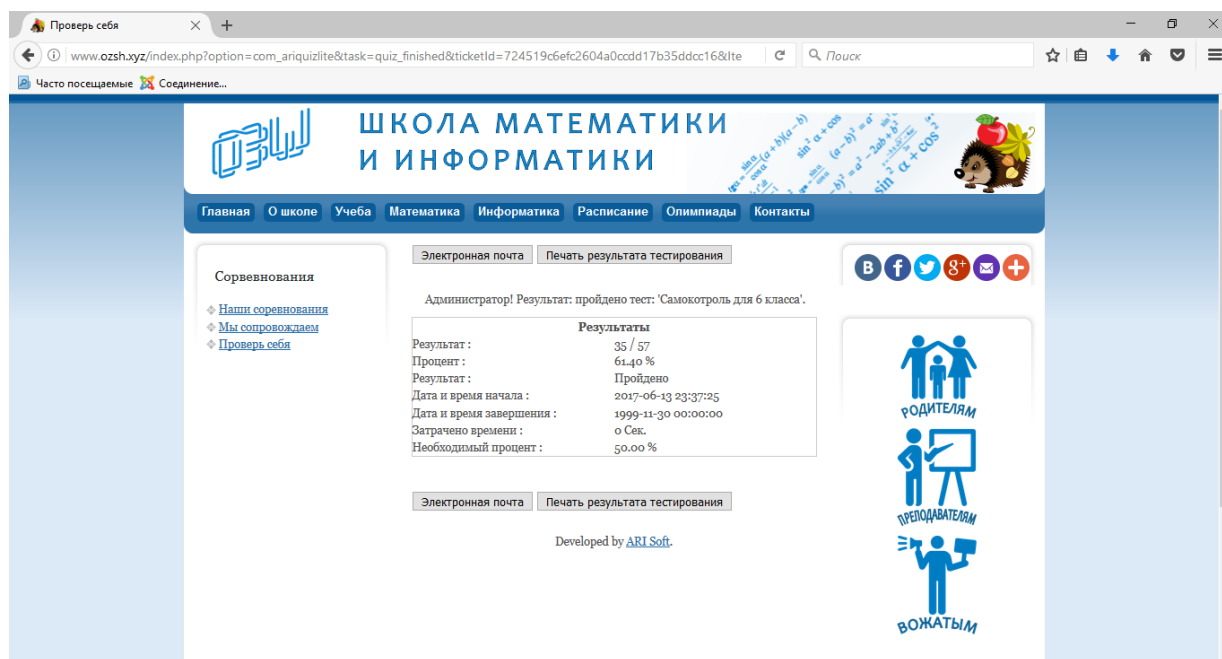 Проверь себя
www.ozsh.xyz/index.php?option=com_ariquizlite&task=quiz_finished&ticketId=724519c6efc2604a0ccdd17b35ddcc16&Ite
Поиск
Часто посещаемые Соединение...
ШКОЛА МАТЕМАТИКИ
И ИНФОРМАТИКИ
Главная О школе Учеба Математика Информатика Расписание Олимпиады Контакты
Сорвевнования
Наши соревнования
Мы сопровождаем
Проверь себя
Электронная почта Печать результата тестирования
Администратор! Результат: пройдено тест: 'Самокотроль для 6 класса'.
Результаты
Результат : 35 / 57
Процент : 61.40 %
Результат : Пройдено
Дата и время начала : 2017-06-13 23:37:25
Дата и время завершения : 1999-11-30 00:00:00
Затрачено времени : 0 Сек.
Необходимый процент : 50.00 %
Электронная почта Печать результата тестирования
Developed by ARI Soft.
РОДИТЕЛЯМ
ПРЕПОДАВАТЕЛЯМ
ВОЖАТЫМ